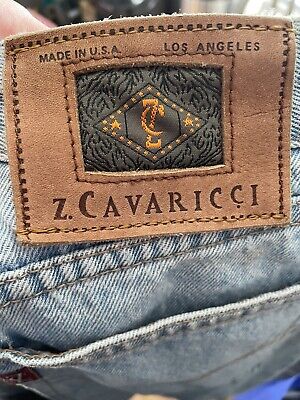 MADE IN U.S.A. LOS ANGELES
ZC
Z. CAVARICCI